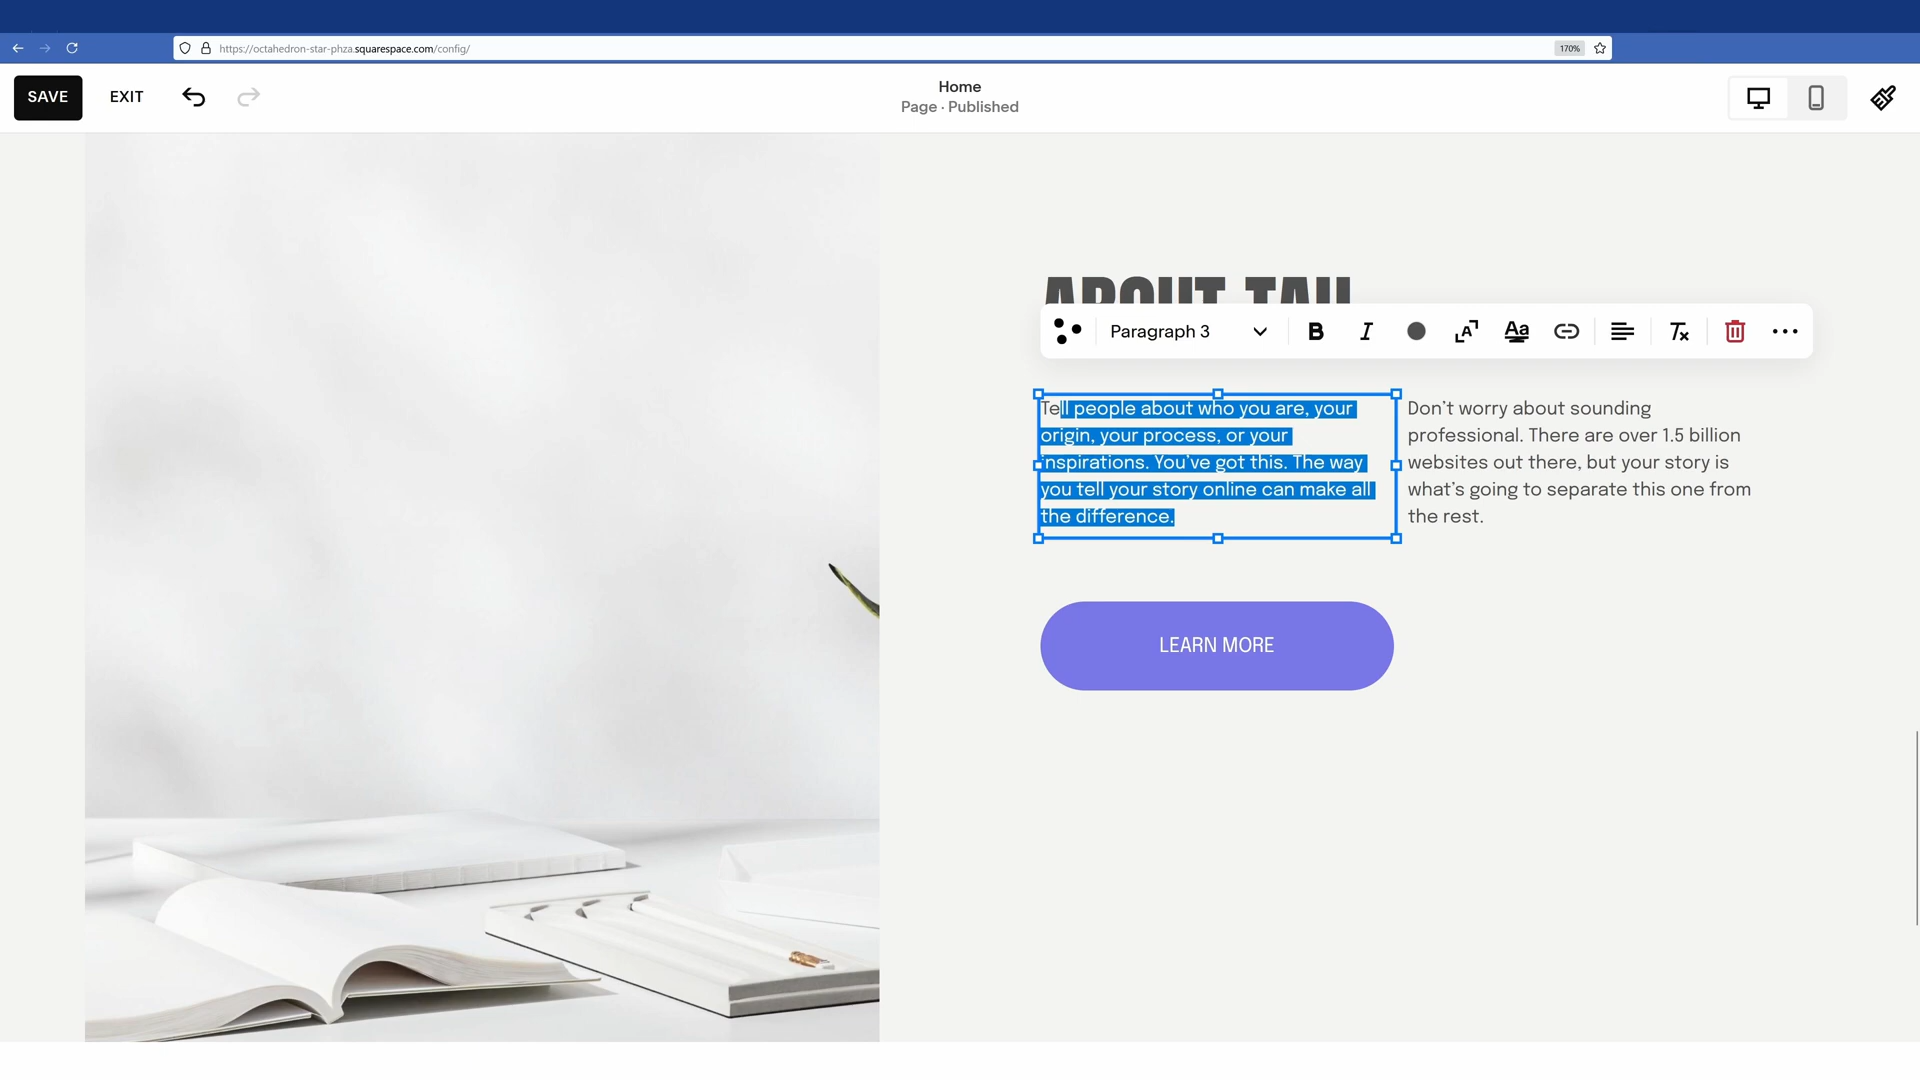 https://octahedron-star-phza.squarespace.com/config/
170%
SAVE
EXIT
Home
Page · Published
ABOUT TAU
Paragraph 3
B
I
A
Aa
Tell people about who you are, your
origin, your process, or your
inspirations. You’ve got this. The way
you tell your story online can make all
the difference.
Don’t worry about sounding
professional. There are over 1.5 billion
websites out there, but your story is
what’s going to separate this one from
the rest.
LEARN MORE